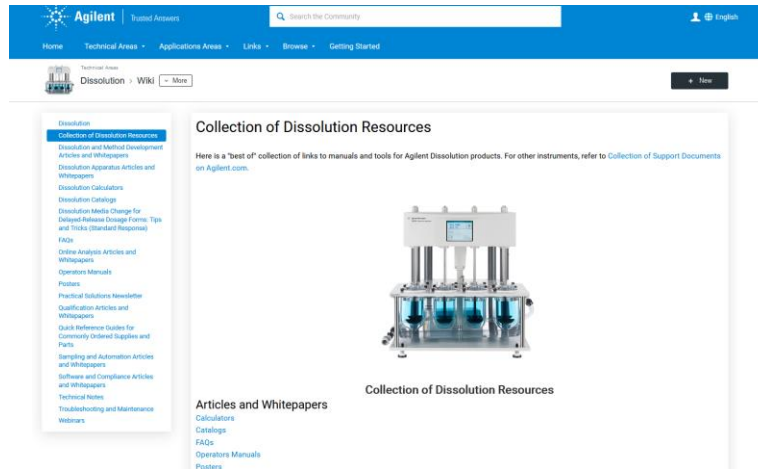 Agilent Trusted Answers
Search the Community
English
Home Technical Areas Applications Areas Links Browse Getting Started
Technical Areas
Dissolution › Wiki More
+ New
Dissolution
Collection of Dissolution Resources
Dissolution and Method Development
Articles and Whitepapers
Dissolution Apparatus Articles and
Whitepapers
Dissolution Calculators
Dissolution Catalogs
Dissolution Media Change for
Delayed-Release Dosage Forms: Tips
and Tricks (Standard Response)
FAQs
Online Analysis Articles and
Whitepapers
Operators Manuals
Posters
Practical Solutions Newsletter
Qualification Articles and
Whitepapers
Quick Reference Guides for
Commonly Ordered Supplies and
Parts
Sampling and Automation Articles
and Whitepapers
Software and Compliance Articles
and Whitepapers
Technical Notes
Troubleshooting and Maintenance
Webinars
Collection of Dissolution Resources
Here is a "best of" collection of links to manuals and tools for Agilent Dissolution products. For other instruments, refer to Collection of Support Documents
on Agilent.com.
Collection of Dissolution Resources
Articles and Whitepapers
Calculators
Catalogs
FAQs
Operators Manuals
Posters